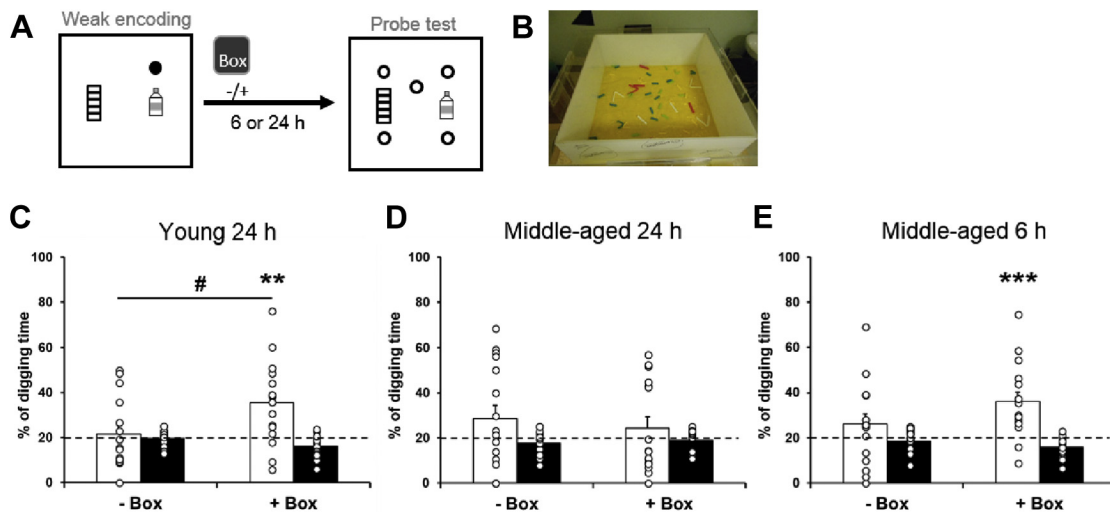 A
Weak encoding
Box
-/+
6 or 24 h
Probe test
B
C
Young 24 h
% of digging time
100
80
60
40
20
0
#
**
- Box
+ Box
D
Middle-aged 24 h
% of digging time
100
80
60
40
20
0
- Box
+ Box
E
Middle-aged 6 h
% of digging time
100
80
60
40
20
0
***
- Box
+ Box